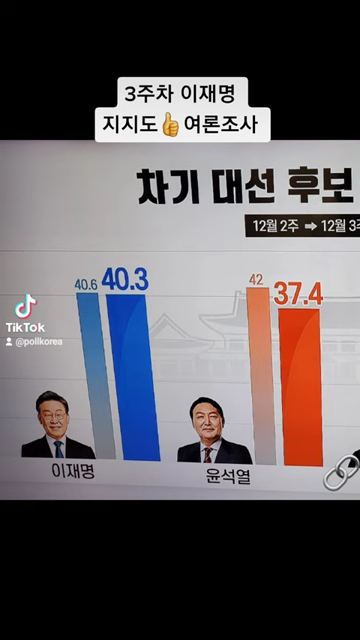 3주차 이재명
지지도👍여론조사
차기 대선 후보
12월 2주 ➡ 12월 3주
40.6 40.3
42 37.4
TikTok
@pollkorea
이재명 윤석열